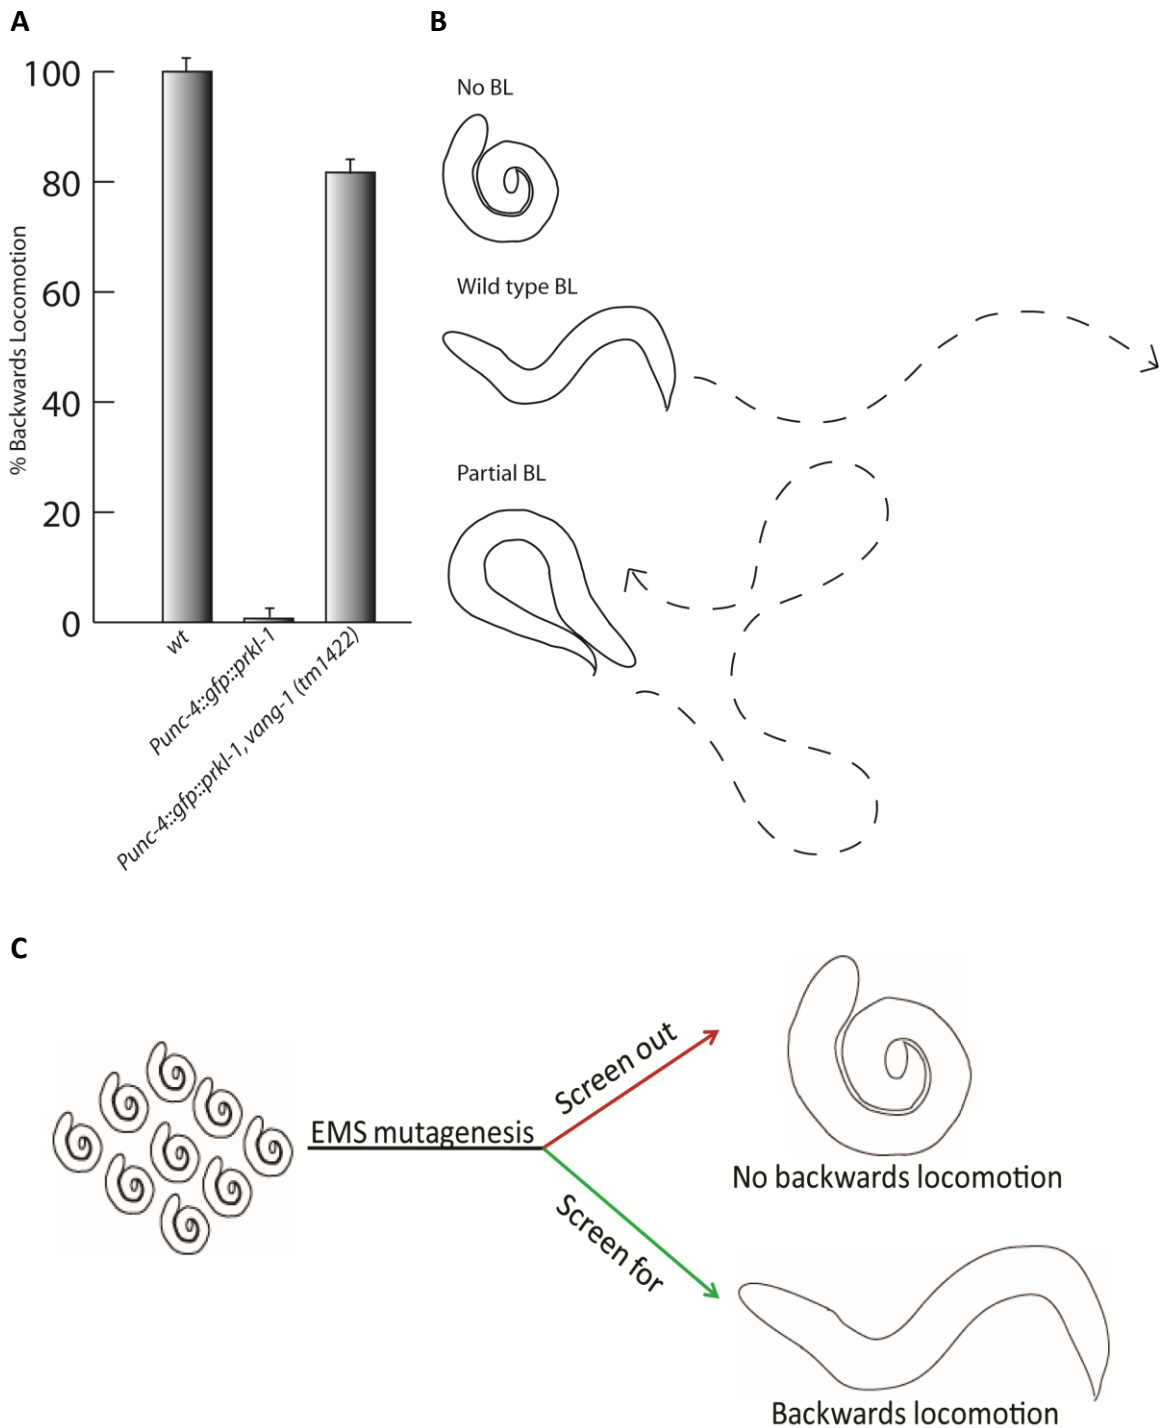 A
B
100
80
60
40
20
0
% Backwards Locomotion
wt
Punc-4::gfp::prkl-1
Punc-4::gfp::prkl-1, vang-1 (tm1422)
No BL
Wild type BL
Partial BL
C
EMS mutagenesis
Screen out
Screen for
No backwards locomotion
Backwards locomotion